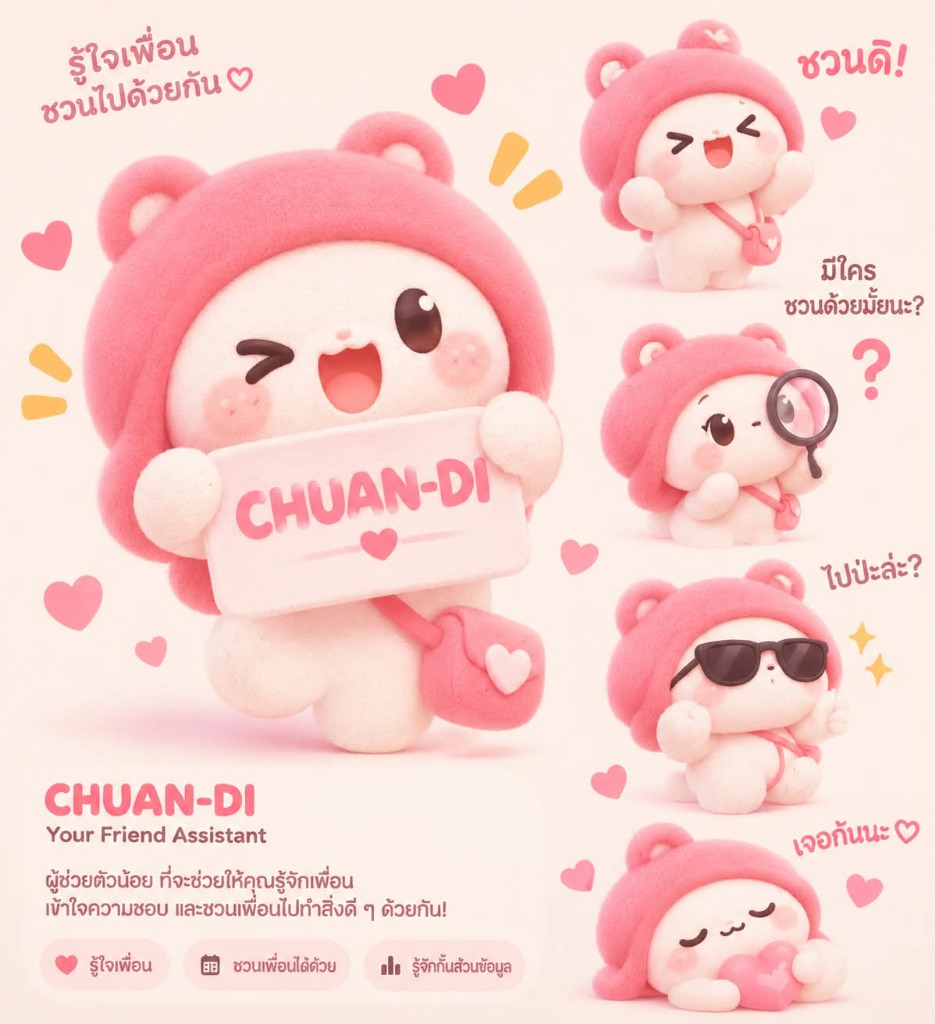 รู้ใจเพื่อน
ชวนไปด้วยกัน
ชวนดิ!
มีใคร
ชวนด้วยมั้ยนะ?
?
CHUAN-DI
ไปป่ะล่ะ?
เจอกันนะ
CHUAN-DI
Your Friend Assistant
ผู้ช่วยตัวน้อย ที่จะช่วยให้คุณรู้จักเพื่อน
เข้าใจความชอบ และชวนเพื่อนไปทำสิ่งดี ๆ ด้วยกัน!
รู้ใจเพื่อน
ชวนเพื่อนได้ด้วย
รู้จักกั้นส้วนข้อมูล